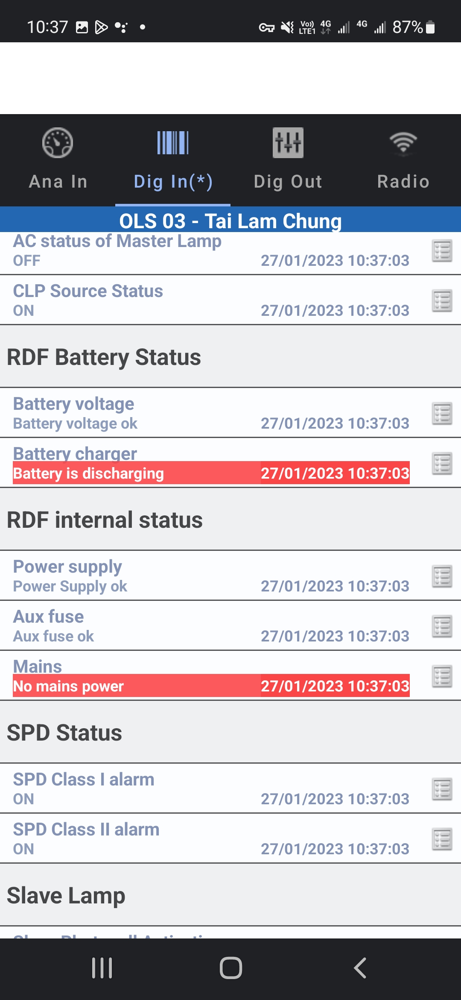 10:37 Vo)) LTE1 4G 4G 87%
Ana In Dig In(*) Dig Out Radio
OLS 03 - Tai Lam Chung
AC status of Master Lamp
OFF 27/01/2023 10:37:03
CLP Source Status
ON 27/01/2023 10:37:03
RDF Battery Status
Battery voltage
Battery voltage ok 27/01/2023 10:37:03
Battery charger
Battery is discharging 27/01/2023 10:37:03
RDF internal status
Power supply
Power Supply ok 27/01/2023 10:37:03
Aux fuse
Aux fuse ok 27/01/2023 10:37:03
Mains
No mains power 27/01/2023 10:37:03
SPD Status
SPD Class I alarm
ON 27/01/2023 10:37:03
SPD Class II alarm
ON 27/01/2023 10:37:03
Slave Lamp